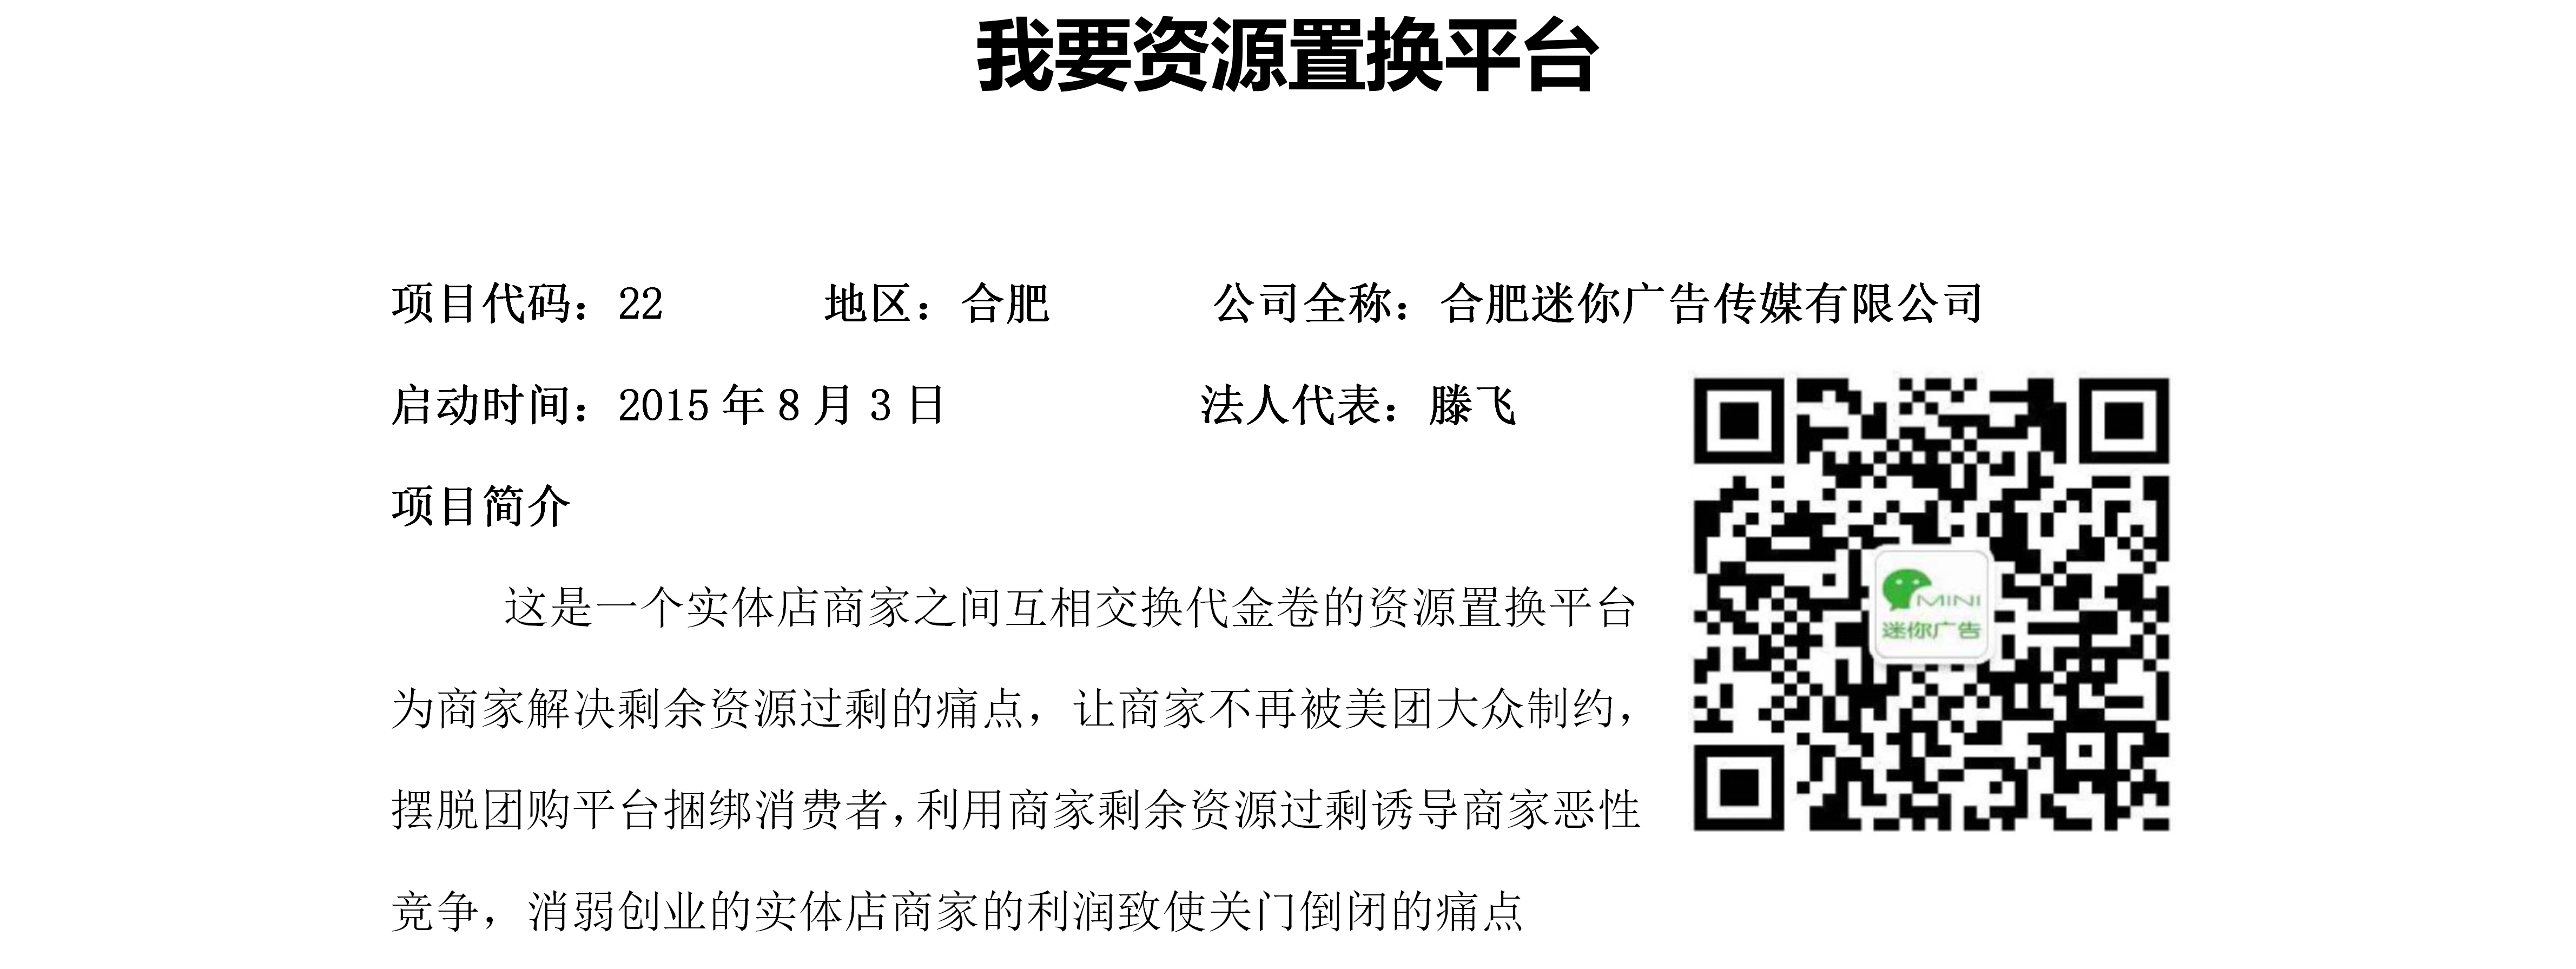 我要资源置换平台
项目代码：22 地区：合肥 公司全称：合肥迷你广告传媒有限公司
启动时间：2015 年 8 月 3 日 法人代表：滕飞
项目简介
这是一个实体店商家之间互相交换代金卷的资源置换平台
为商家解决剩余资源过剩的痛点，让商家不再被美团大众制约，
摆脱团购平台捆绑消费者，利用商家剩余资源过剩诱导商家恶性
竞争，消弱创业的实体店商家的利润致使关门倒闭的痛点
MINI
迷你广告